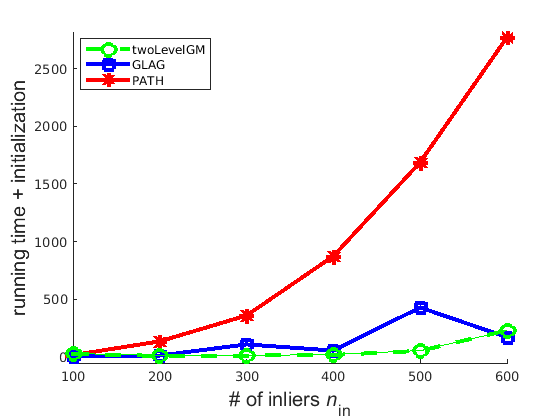 twoLevelGM
GLAG
PATH
2500
2000
1500
1000
500
0
running time + initialization
100 200 300 400 500 600
# of inliers n_in